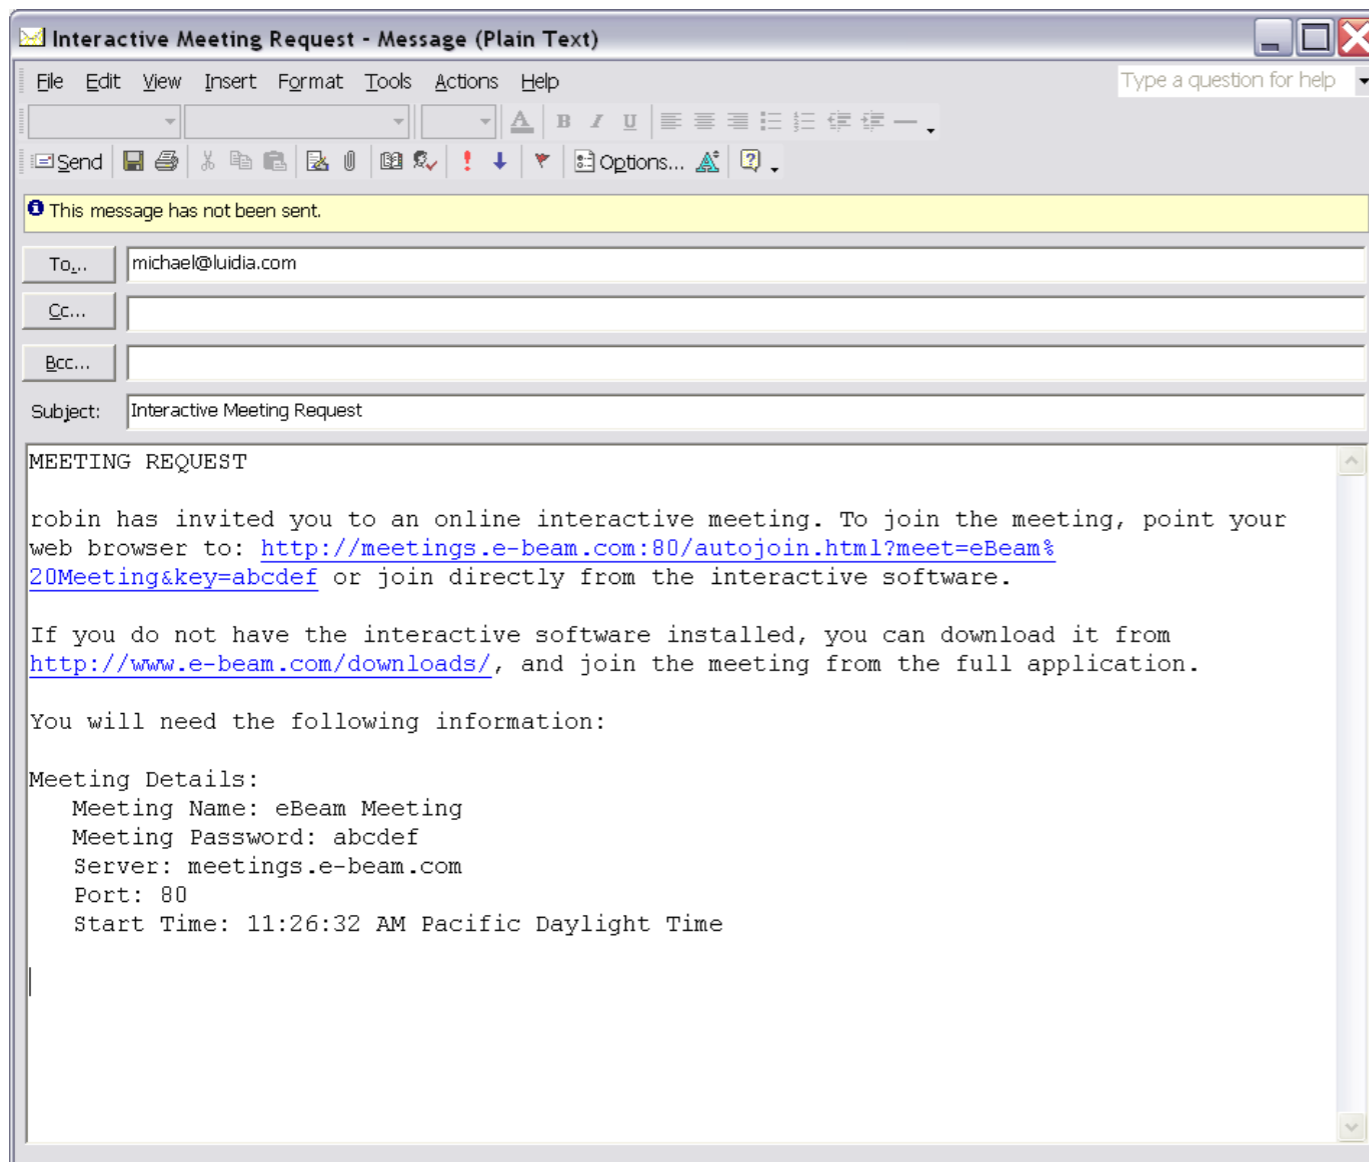 Interactive Meeting Request - Message (Plain Text)
File Edit View Insert Format Tools Actions Help Type a question for help
A B I U
Send Options...
This message has not been sent.
To... michael@luidia.com
Cc...
Bcc...
Subject: Interactive Meeting Request
MEETING REQUEST
robin has invited you to an online interactive meeting. To join the meeting, point your
web browser to: http://meetings.e-beam.com:80/autojoin.html?meet=eBeam%
20Meeting&key=abcdef or join directly from the interactive software.
If you do not have the interactive software installed, you can download it from
http://www.e-beam.com/downloads/, and join the meeting from the full application.
You will need the following information:
Meeting Details:
Meeting Name: eBeam Meeting
Meeting Password: abcdef
Server: meetings.e-beam.com
Port: 80
Start Time: 11:26:32 AM Pacific Daylight Time